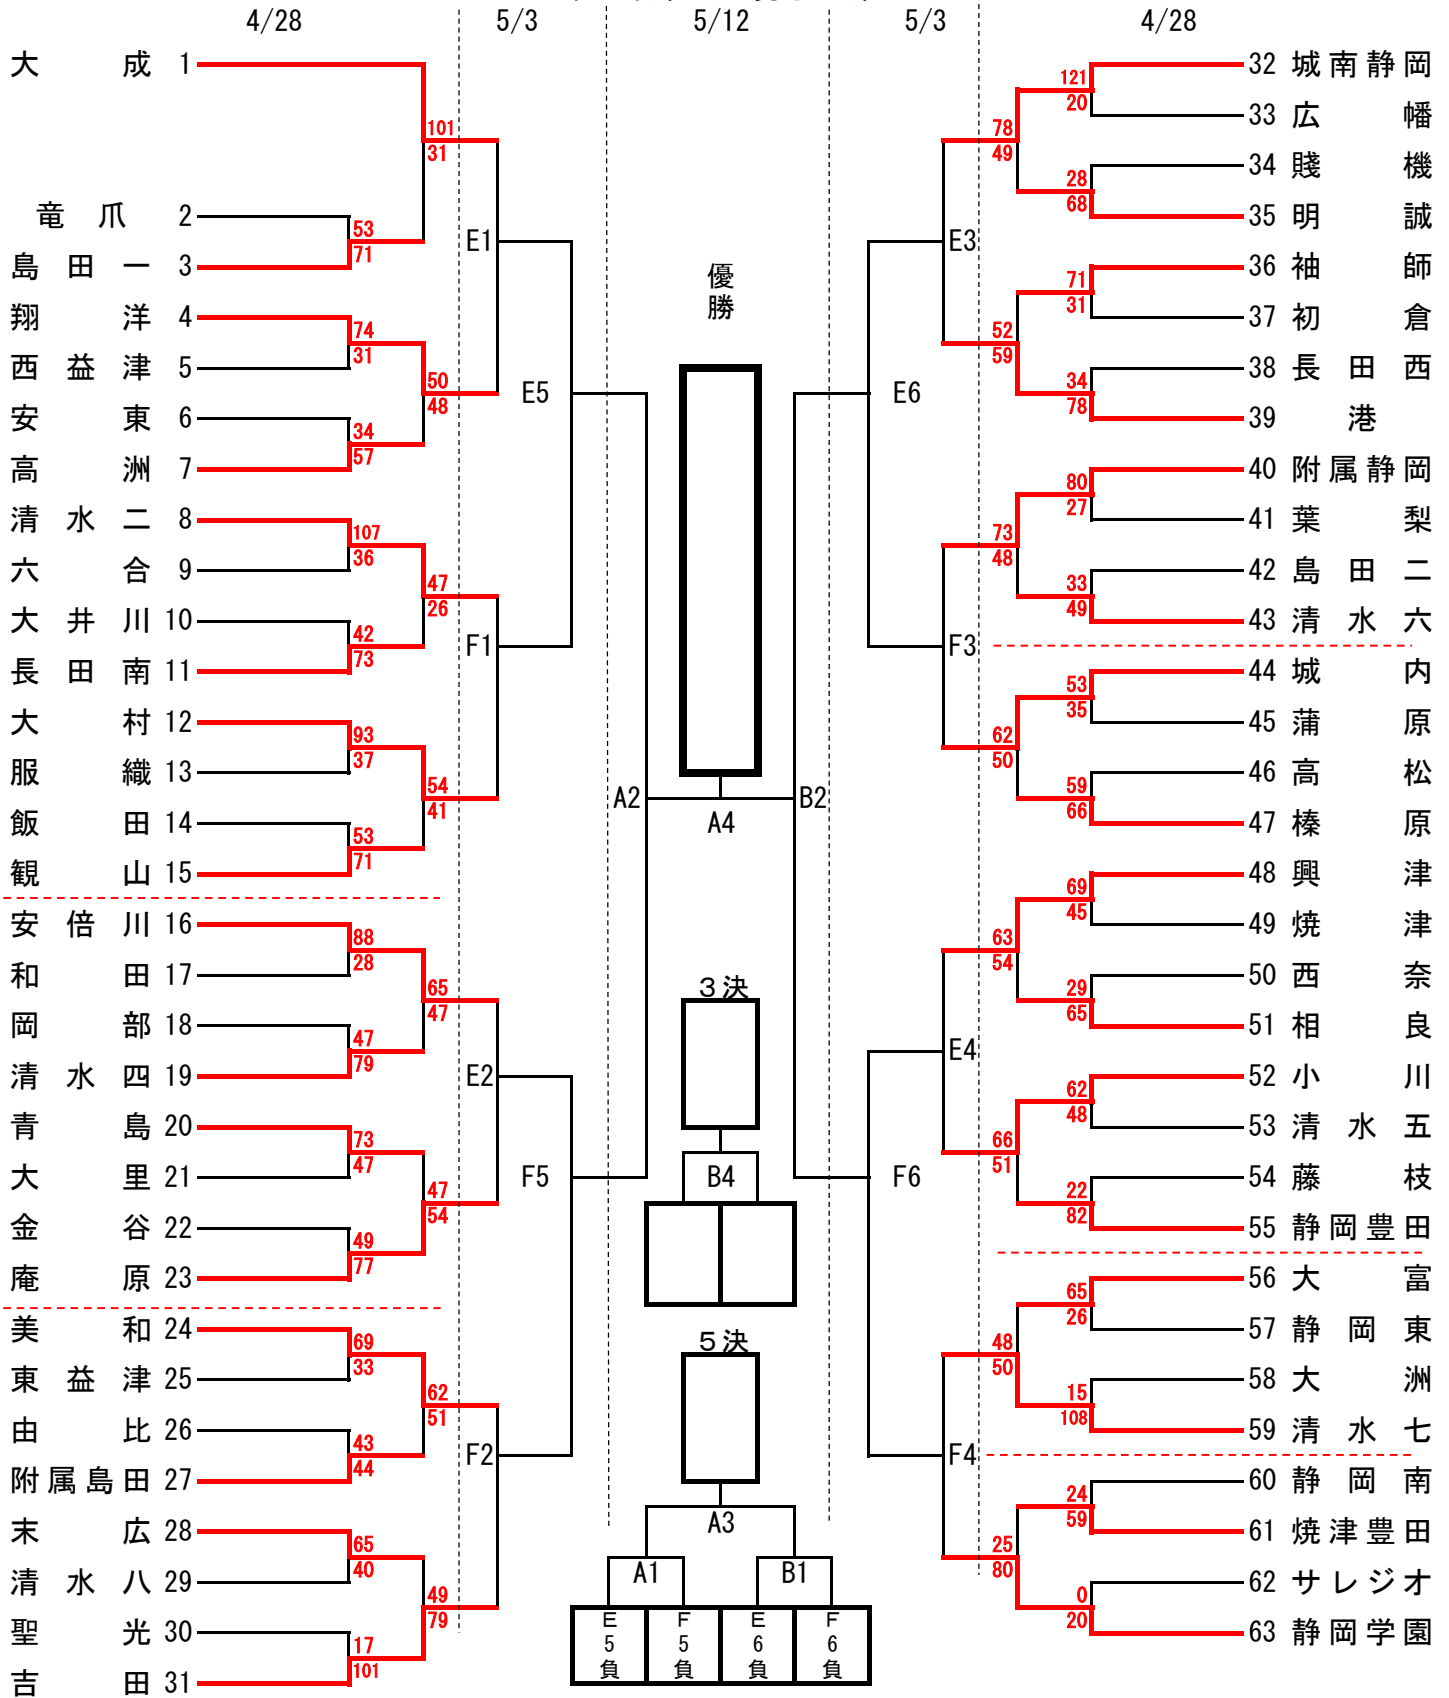 4/28 5/3 5/12 5/3 4/28
大成 1
竜爪 2
53
71
島田一 3
101
31
翔洋 4
74
31
西益津 5
50
48
安東 6
34
57
高洲 7
清水二 8
107
36
六合 9
47
26
大井川 10
42
73
長田南 11
大村 12
93
37
服織 13
54
41
飯田 14
53
71
観山 15
安倍川 16
88
28
和田 17
65
47
岡部 18
47
79
清水四 19
青島 20
73
47
大里 21
47
54
金谷 22
49
77
庵原 23
美和 24
69
33
東益津 25
62
51
由比 26
43
44
附属島田 27
末広 28
65
40
清水八 29
49
79
聖光 30
17
101
吉田 31
E1
E5
F1
E2
F5
F2
A2
優勝
A4
B2
3決
B4
5決
A3
A1
B1
E5負
F5負
E6負
F6負
E3
E6
F3
E4
F6
F4
32 城南静岡
121
20
33 広幡
78
49
34 賤機
28
68
35 明誠
36 袖師
71
31
37 初倉
52
59
38 長田西
34
78
39 港
40 附属静岡
80
27
41 葉梨
73
48
42 島田二
33
49
43 清水六
44 城内
53
35
45 蒲原
62
50
46 高松
59
66
47 榛原
48 興津
69
45
49 焼津
63
54
50 西奈
29
65
51 相良
52 小川
62
48
53 清水五
66
51
54 藤枝
22
82
55 静岡豊田
56 大富
65
26
57 静岡東
48
50
58 大洲
15
108
59 清水七
60 静岡南
24
59
61 焼津豊田
25
80
62 サレジオ
0
20
63 静岡学園